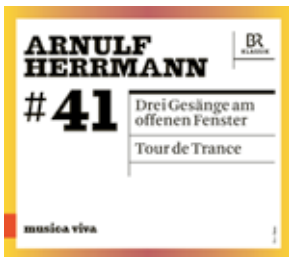 ARNULF
HERRMANN
BR
KLASSIK
#41
Drei Gesänge am
offenen Fenster
Tour de Trance
musica viva